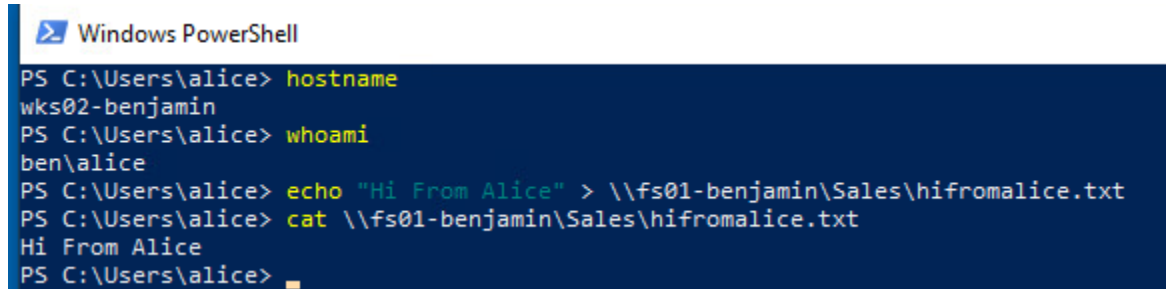 Windows PowerShell
PS C:\Users\alice> hostname
wks02-benjamin
PS C:\Users\alice> whoami
ben\alice
PS C:\Users\alice> echo "Hi From Alice" > \\fs01-benjamin\Sales\hifromalice.txt
PS C:\Users\alice> cat \\fs01-benjamin\Sales\hifromalice.txt
Hi From Alice
PS C:\Users\alice>